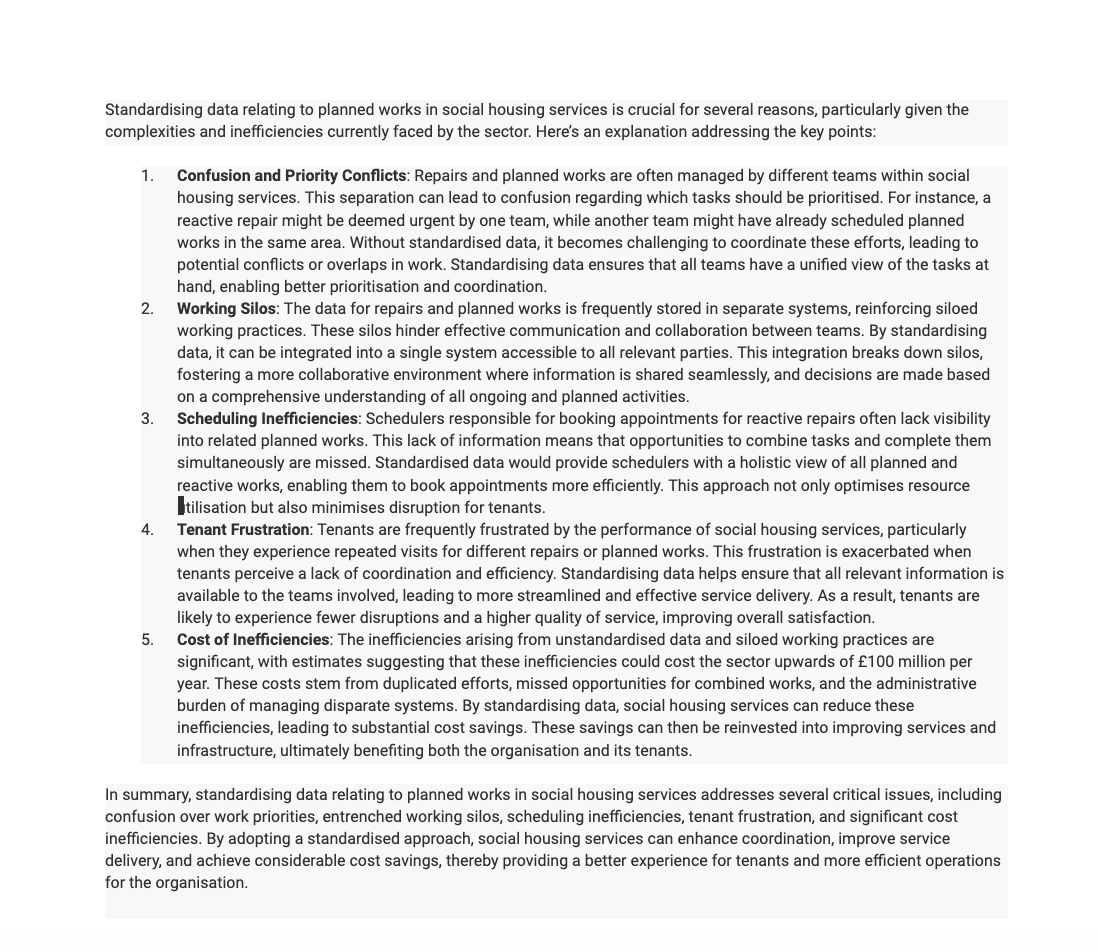 Standardising data relating to planned works in social housing services is crucial for several reasons, particularly given the
complexities and inefficiencies currently faced by the sector. Here's an explanation addressing the key points:
1. Confusion and Priority Conflicts: Repairs and planned works are often managed by different teams within social
housing services. This separation can lead to confusion regarding which tasks should be prioritised. For instance, a
reactive repair might be deemed urgent by one team, while another team might have already scheduled planned
works in the same area. Without standardised data, it becomes challenging to coordinate these efforts, leading to
potential conflicts or overlaps in work. Standardising data ensures that all teams have a unified view of the tasks at
hand, enabling better prioritisation and coordination.
2. Working Silos: The data for repairs and planned works is frequently stored in separate systems, reinforcing siloed
working practices. These silos hinder effective communication and collaboration between teams. By standardising
data, it can be integrated into a single system accessible to all relevant parties. This integration breaks down silos,
fostering a more collaborative environment where information is shared seamlessly, and decisions are made based
on a comprehensive understanding of all ongoing and planned activities.
3. Scheduling Inefficiencies: Schedulers responsible for booking appointments for reactive repairs often lack visibility
into related planned works. This lack of information means that opportunities to combine tasks and complete them
simultaneously are missed. Standardised data would provide schedulers with a holistic view of all planned and
reactive works, enabling them to book appointments more efficiently. This approach not only optimises resource
tilisation but also minimises disruption for tenants.
4. Tenant Frustration: Tenants are frequently frustrated by the performance of social housing services, particularly
when they experience repeated visits for different repairs or planned works. This frustration is exacerbated when
tenants perceive a lack of coordination and efficiency. Standardising data helps ensure that all relevant information is
available to the teams involved, leading to more streamlined and effective service delivery. As a result, tenants are
likely to experience fewer disruptions and a higher quality of service, improving overall satisfaction.
5. Cost of Inefficiencies: The inefficiencies arising from unstandardised data and siloed working practices are
significant, with estimates suggesting that these inefficiencies could cost the sector upwards of £100 million per
year. These costs stem from duplicated efforts, missed opportunities for combined works, and the administrative
burden of managing disparate systems. By standardising data, social housing services can reduce these
inefficiencies, leading to substantial cost savings. These savings can then be reinvested into improving services and
infrastructure, ultimately benefiting both the organisation and its tenants.
In summary, standardising data relating to planned works in social housing services addresses several critical issues, including
confusion over work priorities, entrenched working silos, scheduling inefficiencies, tenant frustration, and significant cost
inefficiencies. By adopting a standardised approach, social housing services can enhance coordination, improve service
delivery, and achieve considerable cost savings, thereby providing a better experience for tenants and more efficient operations
for the organisation.